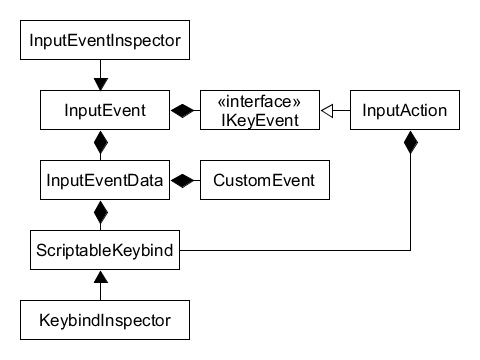 InputEventInspector
InputEvent
«interface»
IKeyEvent
InputAction
InputEventData
CustomEvent
ScriptableKeybind
KeybindInspector